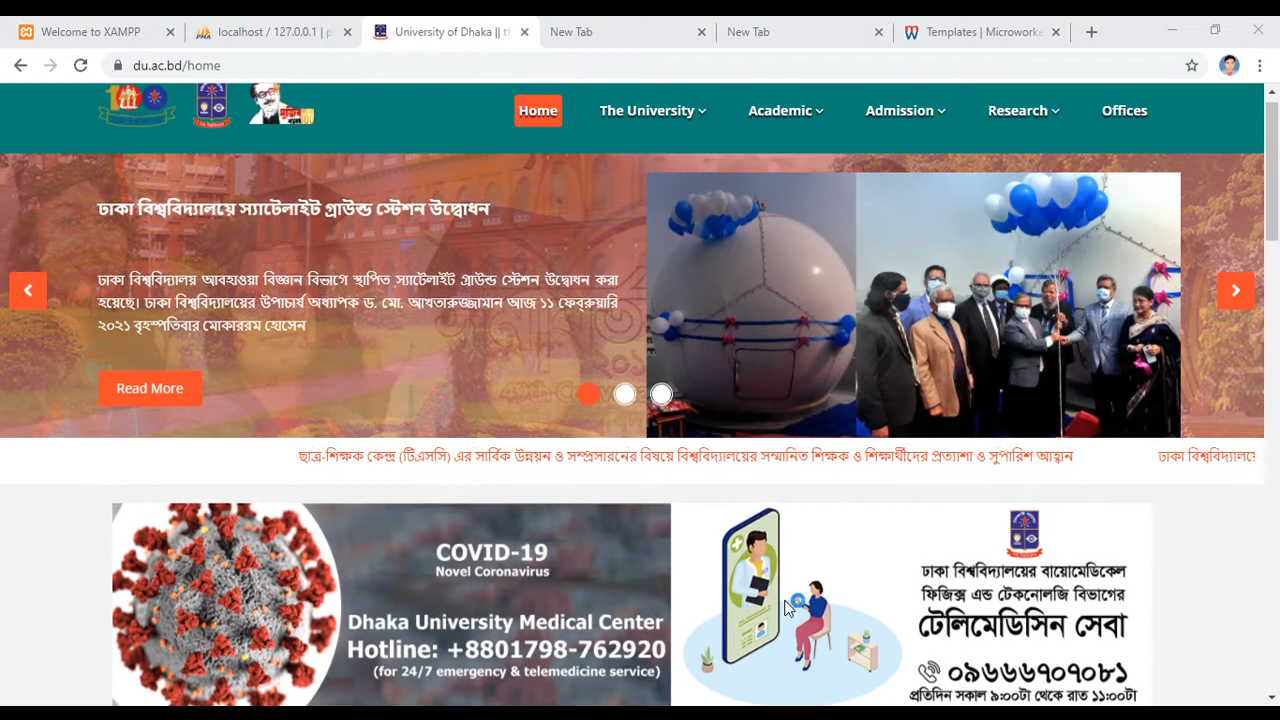 Welcome to XAMPP
localhost / 127.0.0.1 | p
University of Dhaka || th
New Tab
New Tab
Templates | Microworke
du.ac.bd/home
Home
The University
Academic
Admission
Research
Offices
ঢাকা বিশ্ববিদ্যালয়ে স্যাটেলাইট গ্রাউন্ড স্টেশন উদ্বোধন
ঢাকা বিশ্ববিদ্যালয় আবহাওয়া বিজ্ঞান বিভাগে স্থাপিত স্যাটেলাইট গ্রাউন্ড স্টেশন উদ্বোধন করা
হয়েছে। ঢাকা বিশ্ববিদ্যালয়ের উপাচার্য অধ্যাপক ড. মো. আখতারুজ্জামান আজ ১১ ফেব্রুয়ারি
২০২১ বৃহস্পতিবার মোকাররম হোসেন
Read More
ছাত্র-শিক্ষক কেন্দ্র (টিএসসি) এর সার্বিক উন্নয়ন ও সম্প্রসারনের বিষয়ে বিশ্ববিদ্যালয়ের সম্মানিত শিক্ষক ও শিক্ষার্থীদের প্রত্যাশা ও সুপারিশ আহ্বান
ঢাকা বিশ্ববিদ্যালয়ে
COVID-19
Novel Coronavirus
Dhaka University Medical Center
Hotline: +8801798-762920
(for 24/7 emergency & telemedicine service)
ঢাকা বিশ্ববিদ্যালয়ের বায়োমেডিকেল
ফিজিক্স এন্ড টেকনোলজি বিভাগের
টেলিমেডিসিন সেবা
০৯৬৬৬৭০৭০৮১
প্রতিদিন সকাল ৯:০০টা থেকে রাত ১১:০০টা